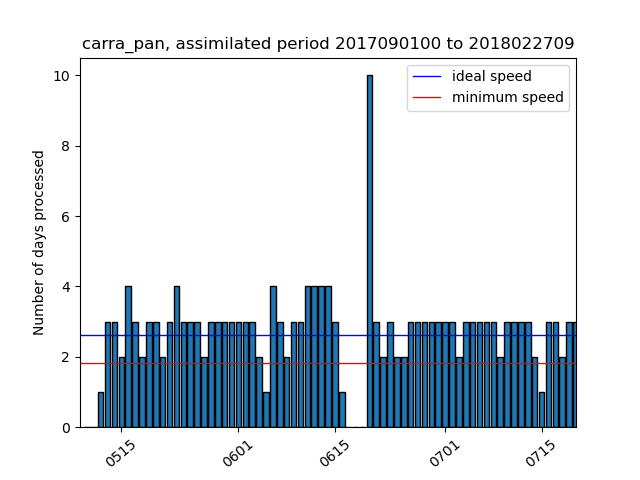 carra_pan, assimilated period 2017090100 to 2018022709
ideal speed
minimum speed
Number of days processed
10
8
6
4
2
0
0515
0601
0615
0701
0715